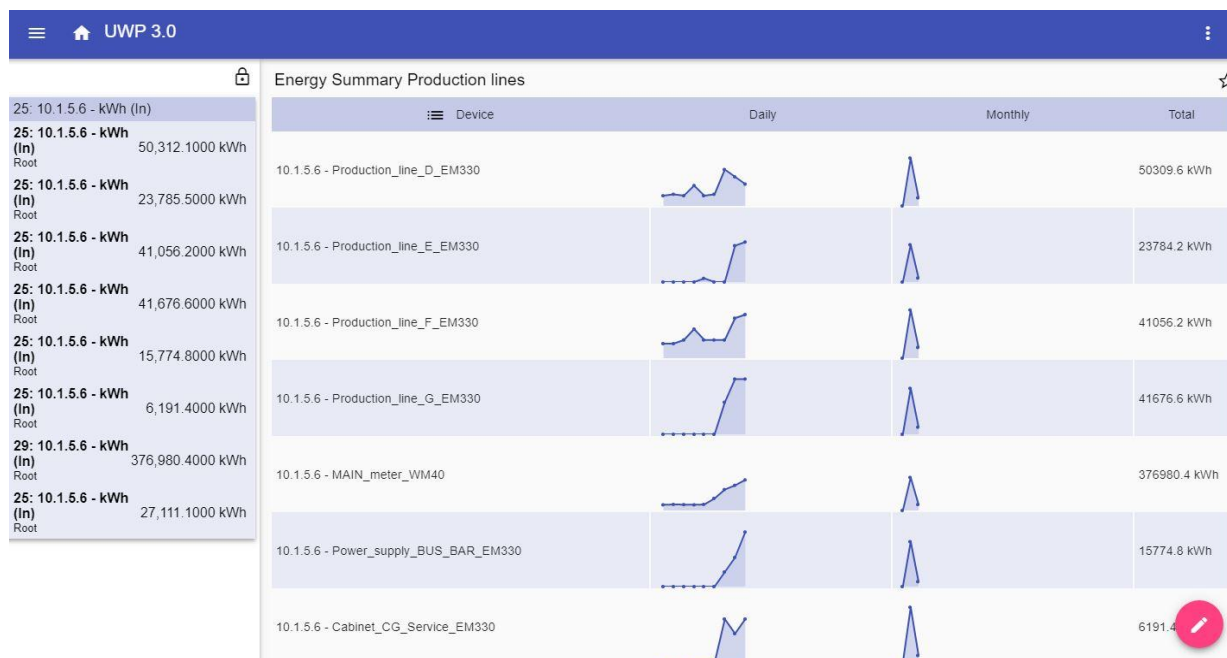 UWP 3.0
25: 10.1.5.6 - kWh (In)
25: 10.1.5.6 - kWh
(In)
Root
50,312.1000 kWh
25: 10.1.5.6 - kWh
(In)
Root
23,785.5000 kWh
25: 10.1.5.6 - kWh
(In)
Root
41,056.2000 kWh
25: 10.1.5.6 - kWh
(In)
Root
41,676.6000 kWh
25: 10.1.5.6 - kWh
(In)
Root
15,774.8000 kWh
25: 10.1.5.6 - kWh
(In)
Root
6,191.4000 kWh
29: 10.1.5.6 - kWh
(In)
Root
376,980.4000 kWh
25: 10.1.5.6 - kWh
(In)
Root
27,111.1000 kWh
Energy Summary Production lines
Device Daily Monthly Total
10.1.5.6 - Production_line_D_EM330 50309.6 kWh
10.1.5.6 - Production_line_E_EM330 23784.2 kWh
10.1.5.6 - Production_line_F_EM330 41056.2 kWh
10.1.5.6 - Production_line_G_EM330 41676.6 kWh
10.1.5.6 - MAIN_meter_WM40 376980.4 kWh
10.1.5.6 - Power_supply_BUS_BAR_EM330 15774.8 kWh
10.1.5.6 - Cabinet_CG_Service_EM330 6191.4